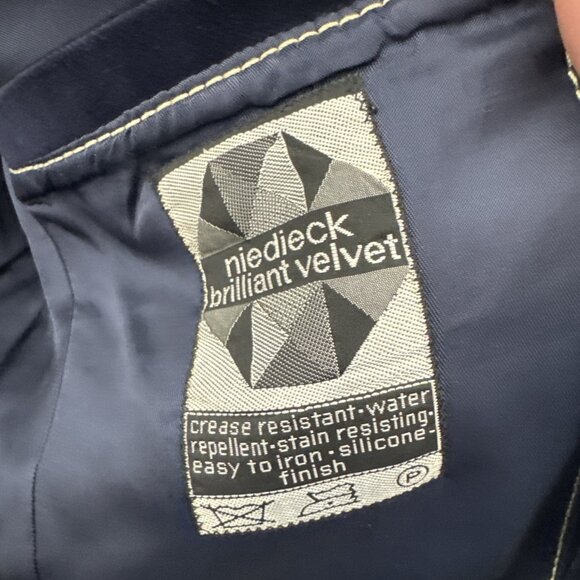 niedieck
brilliant velvet
crease resistant·water
repellent·stain resisting·
easy to iron·silicone-
finish
P